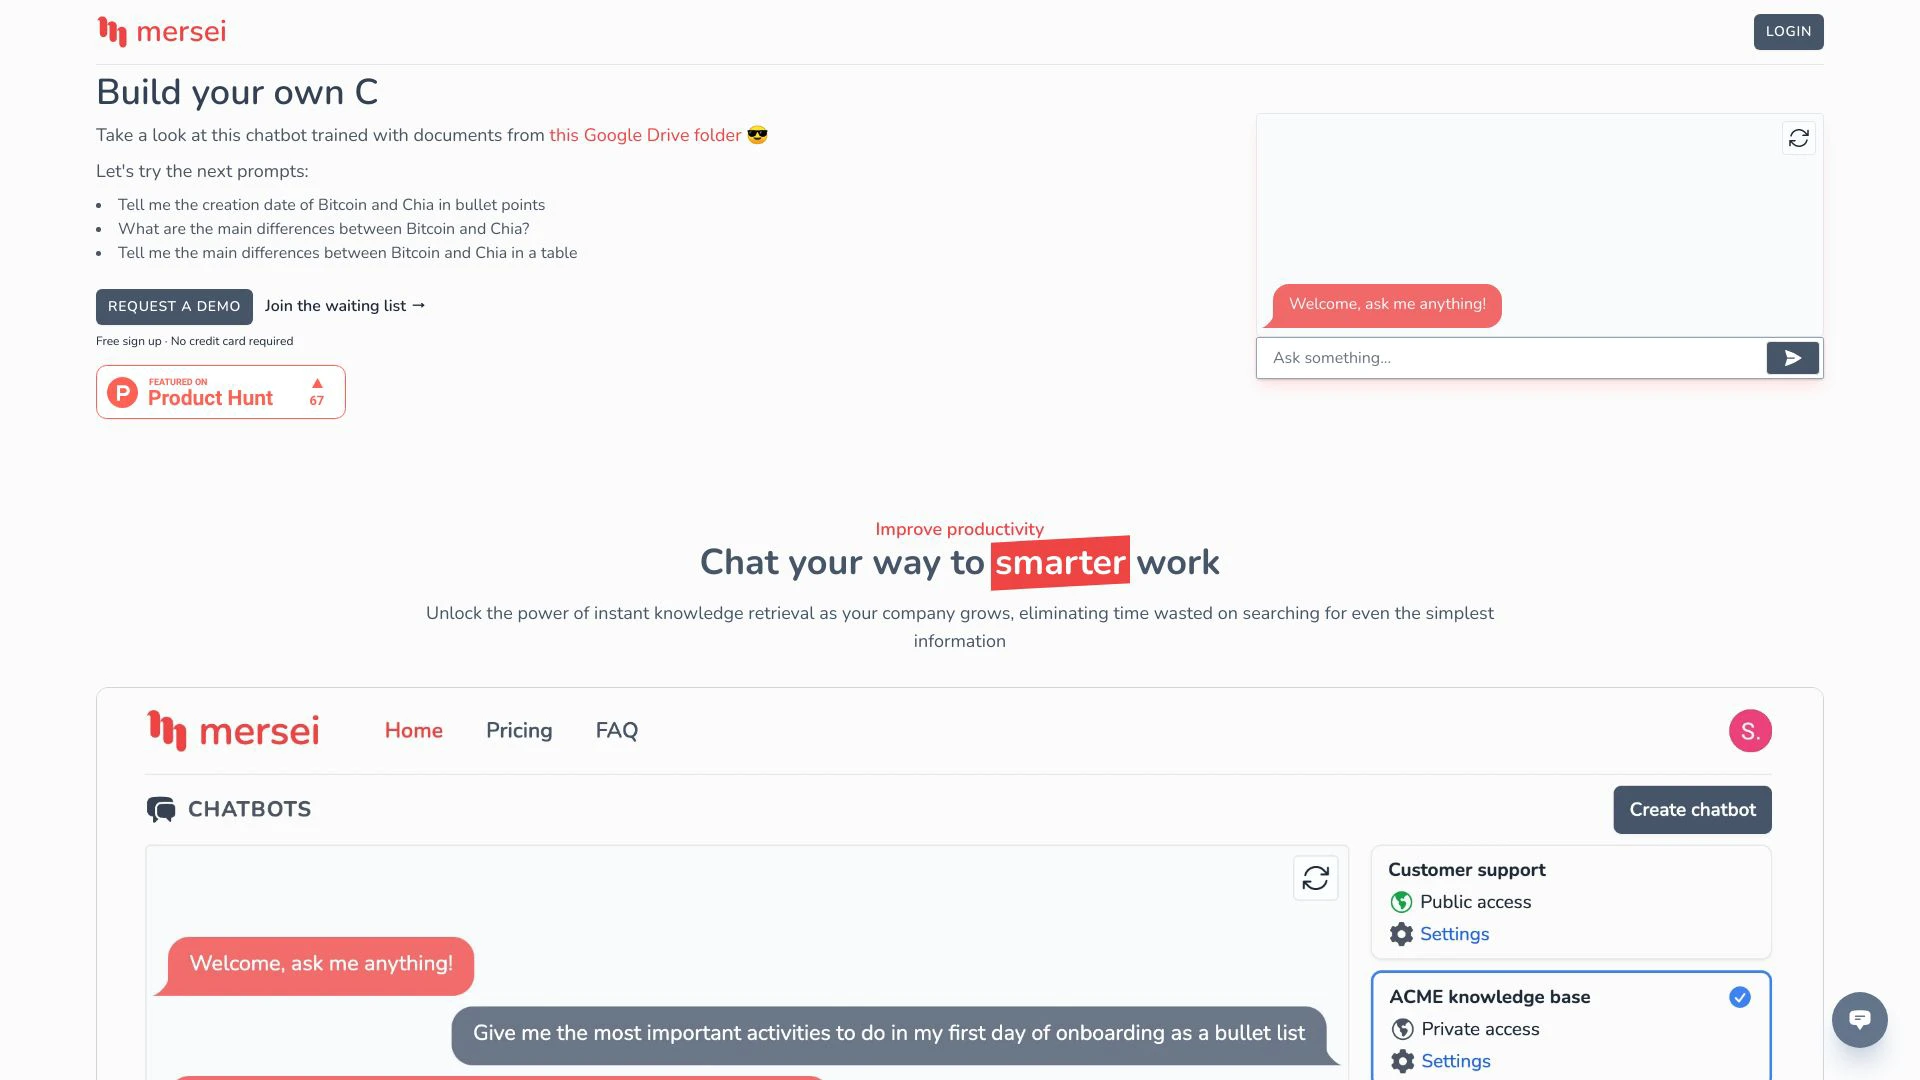 mersei
LOGIN
Build your own C
Take a look at this chatbot trained with documents from this Google Drive folder 😎
Let's try the next prompts:
• Tell me the creation date of Bitcoin and Chia in bullet points
• What are the main differences between Bitcoin and Chia?
• Tell me the main differences between Bitcoin and Chia in a table
REQUEST A DEMO
Join the waiting list →
Free sign up · No credit card required
P
FEATURED ON
Product Hunt
▲
67
Welcome, ask me anything!
Ask something...
Improve productivity
Chat your way to smarter work
Unlock the power of instant knowledge retrieval as your company grows, eliminating time wasted on searching for even the simplest
information
mersei
Home
Pricing
FAQ
S.
CHATBOTS
Create chatbot
Welcome, ask me anything!
Give me the most important activities to do in my first day of onboarding as a bullet list
Customer support
Public access
Settings
ACME knowledge base
Private access
Settings